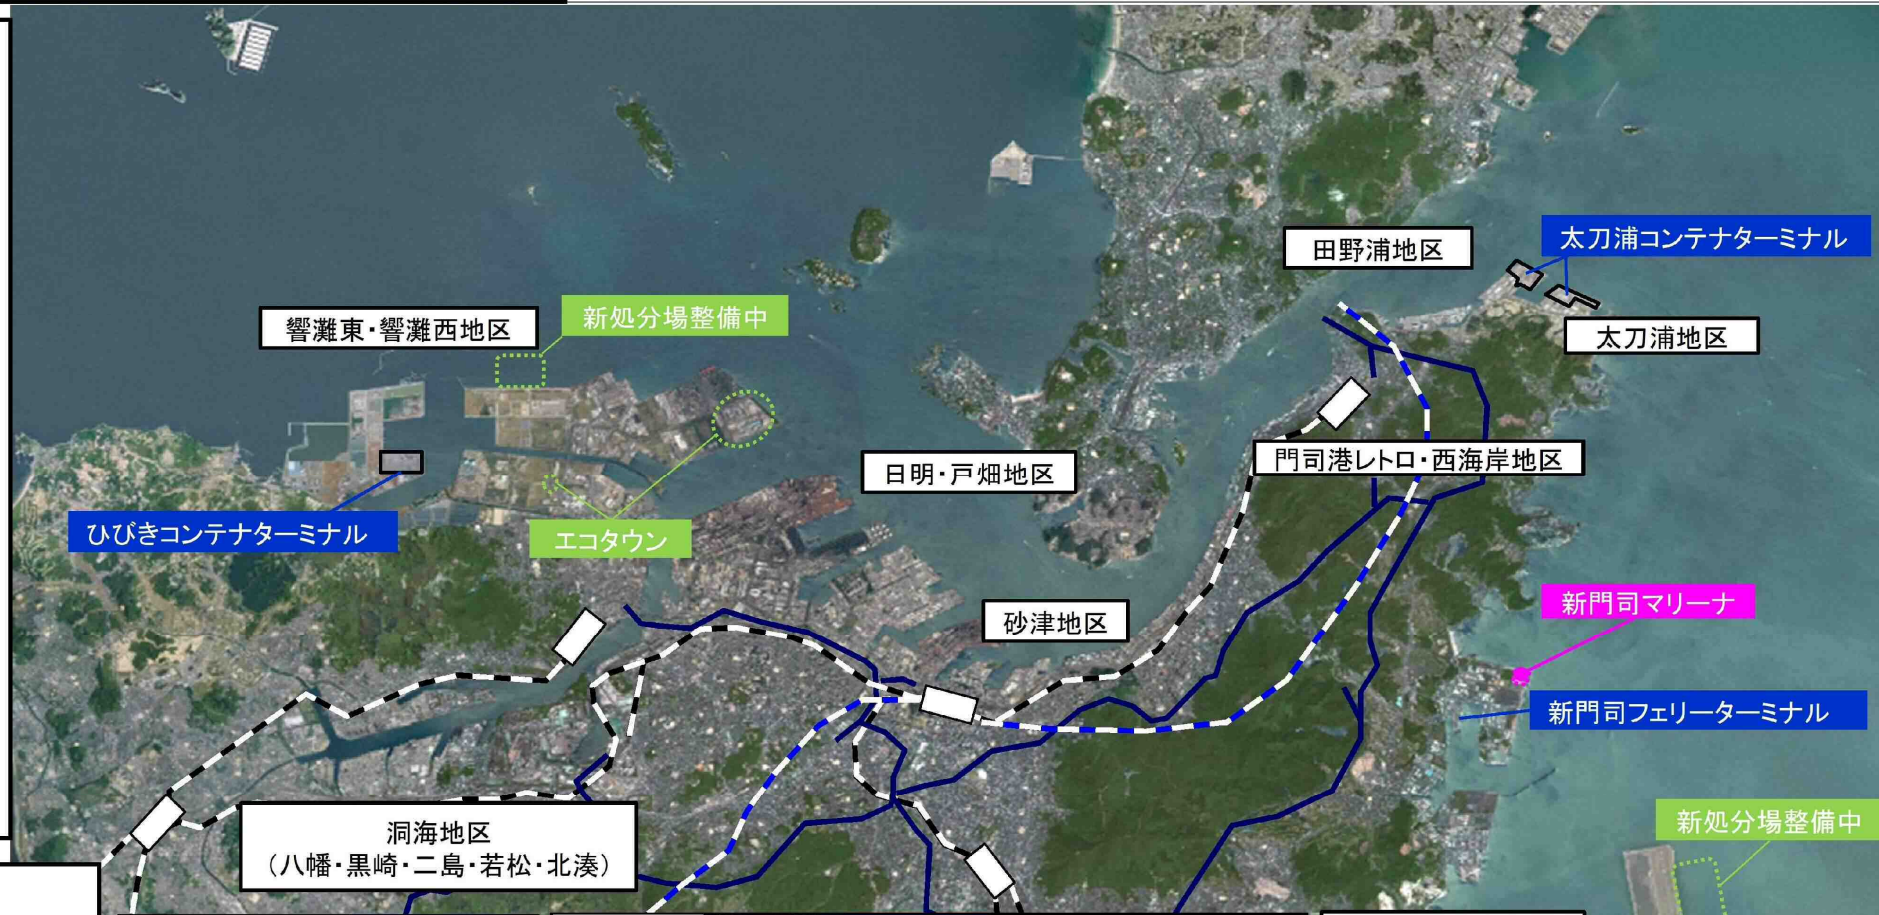 太刀浦コンテナターミナル
田野浦地区
新処分場整備中
響灘東・響灘西地区
太刀浦地区
門司港レトロ・西海岸地区
日明・戸畑地区
ひびきコンテナターミナル
エコタウン
新門司マリーナ
砂津地区
新門司フェリーターミナル
新処分場整備中
洞海地区
（八幡・黒崎・二島・若松・北湊）